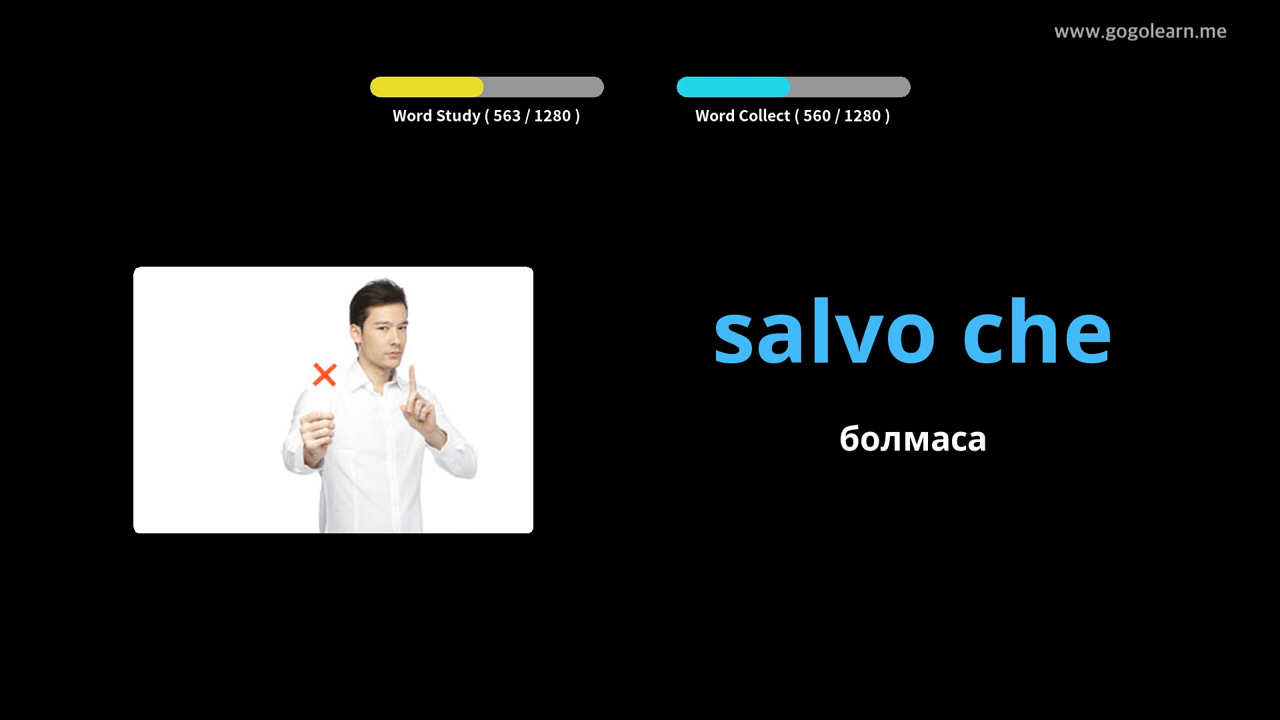 www.gogolearn.me
Word Study ( 563 / 1280 )
Word Collect ( 560 / 1280 )
salvo che
болмаса